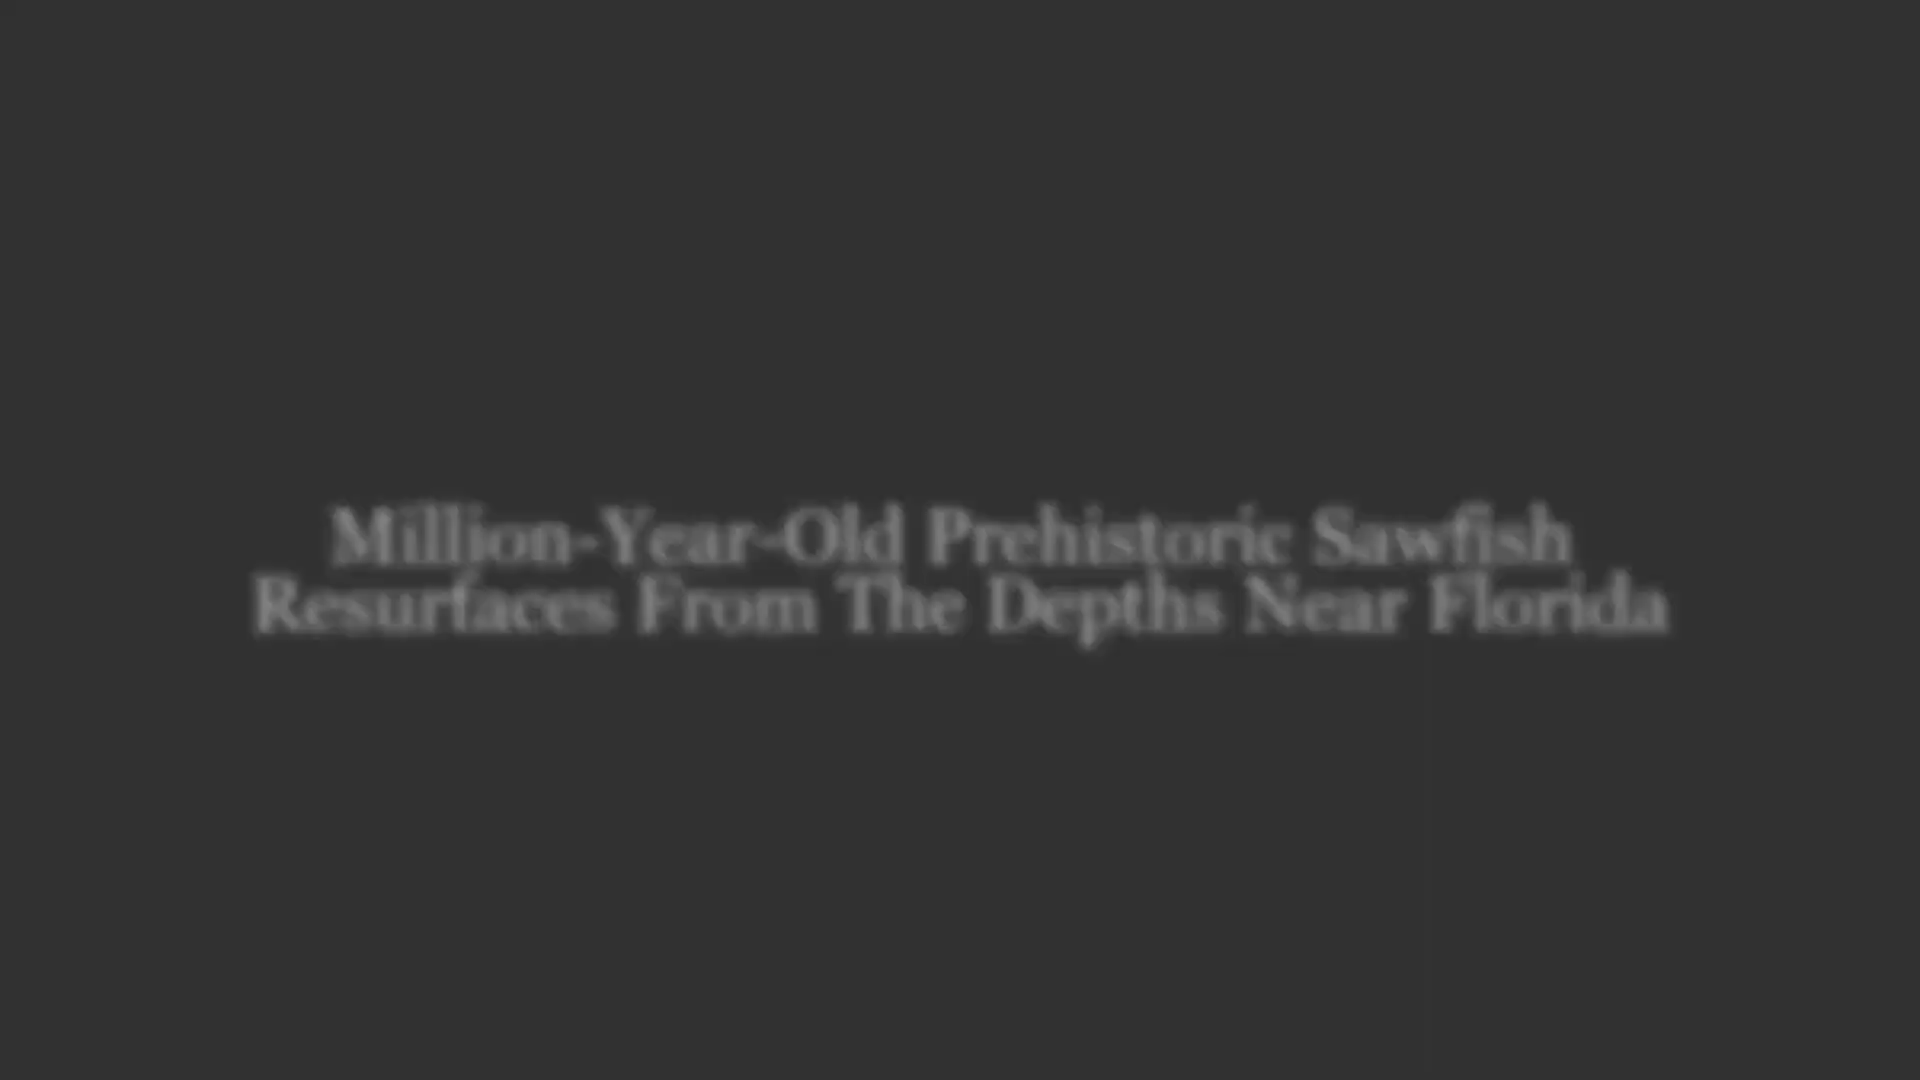 Million-Year-Old Prehistoric Sawfish
Resurfaces From The Depths Near Florida